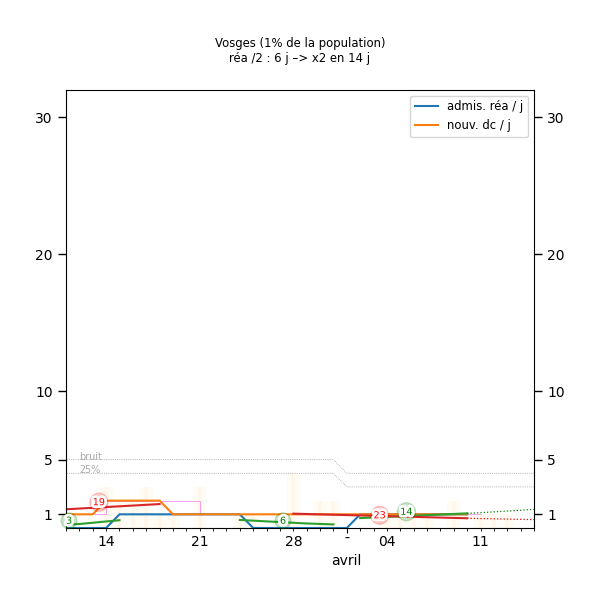 Vosges (1% de la population)
réa /2 : 6 j –> x2 en 14 j
admis. réa / j
nouv. dc / j
30 30
20 20
10 10
5 5
bruit
25%
1 1
19
3
6
23
14
14 21 28 - 04 11
avril